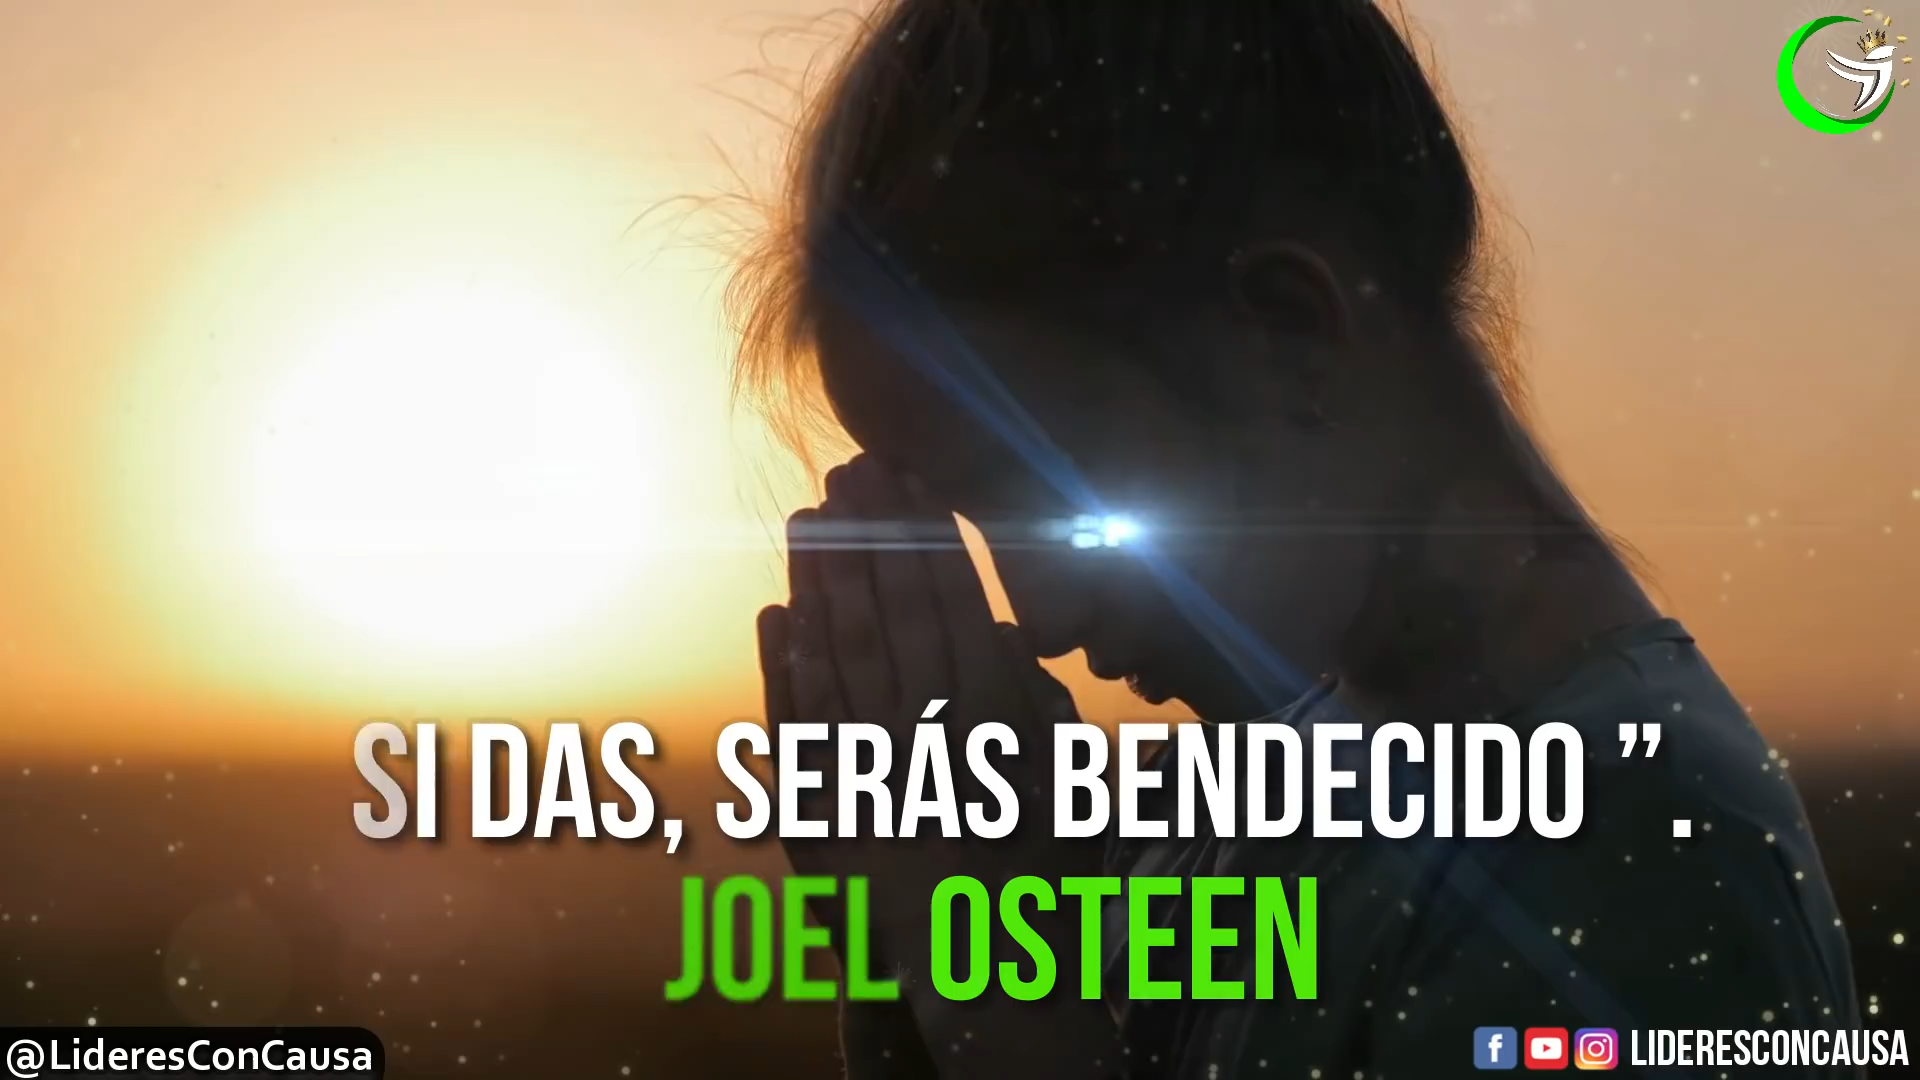 SI DAS, SERÁS BENDECIDO ”.
JOEL OSTEEN
@LideresConCausa
LIDERESCONCAUSA